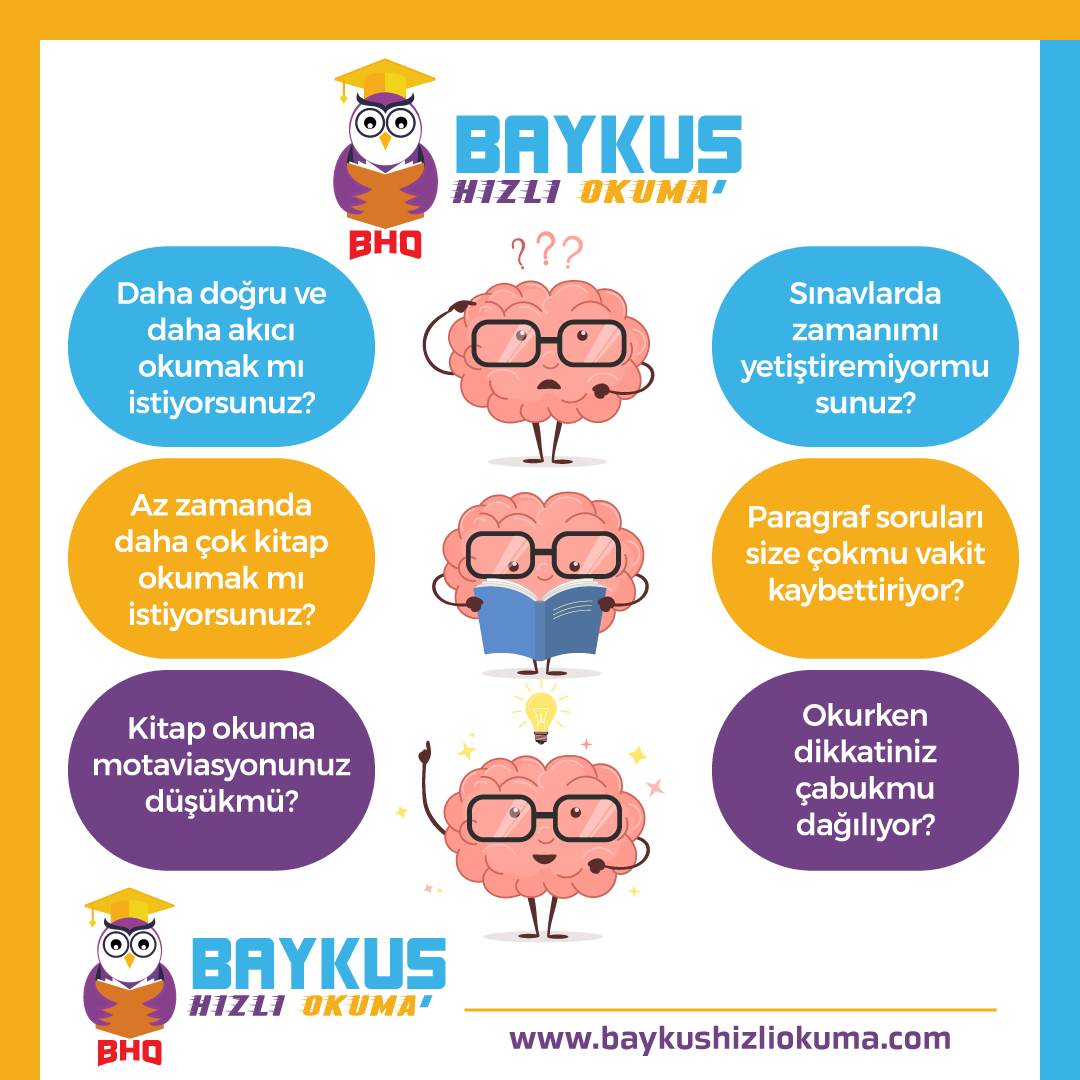 BAYKUS
HIZLI OKUMA'
BHO
Daha doğru ve
daha akıcı
okumak mı
istiyorsunuz?
? ? ?
Sınavlarda
zamanımı
yetiştiremiyormu
sunuz?
Az zamanda
daha çok kitap
okumak mı
istiyorsunuz?
Paragraf soruları
size çokmu vakit
kaybettiriyor?
Kitap okuma
motaviasyonunuz
düşükmü?
Okurken
dikkatiniz
çabukmu
dağılıyor?
BAYKUS
HIZLI OKUMA'
BHO
www.baykushizliokuma.com